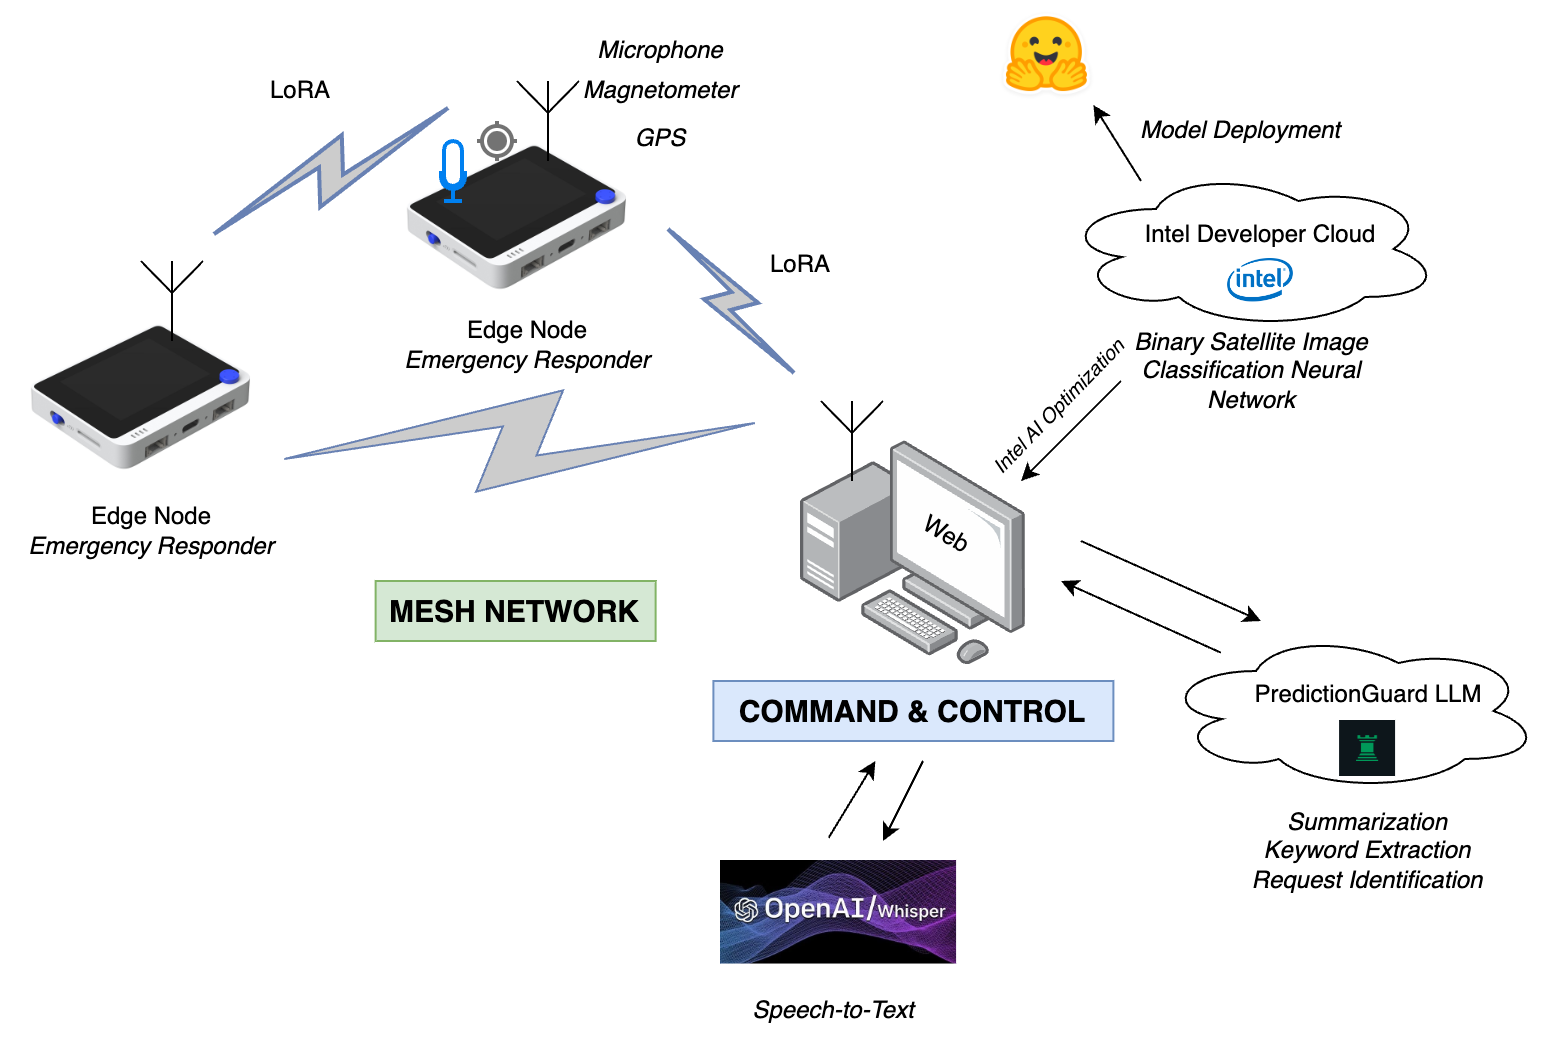 Microphone
LoRA
Magnetometer
GPS
Model Deployment
Intel Developer Cloud
intel
LoRA
Edge Node
Emergency Responder
Binary Satellite Image
Classification Neural
Network
Intel AI Optimization
Edge Node
Emergency Responder
Web
MESH NETWORK
COMMAND & CONTROL
PredictionGuard LLM
Summarization
Keyword Extraction
Request Identification
OpenAI/Whisper
Speech-to-Text